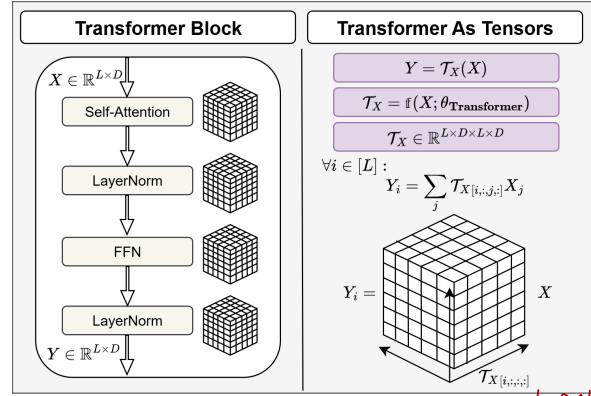 Transformer Block
X ∈ ℝ^{L×D}
Self-Attention
LayerNorm
FFN
LayerNorm
Y ∈ ℝ^{L×D}
Transformer As Tensors
Y = 𝒯_X(X)
𝒯_X = 𝕗(X; θ_Transformer)
𝒯_X ∈ ℝ^{L×D×L×D}
∀i ∈ [L] :
Y_i = ∑_j 𝒯_{X[i,:,j,:]} X_j
Y_i =
X
𝒯_{X[i,:,:,:]}